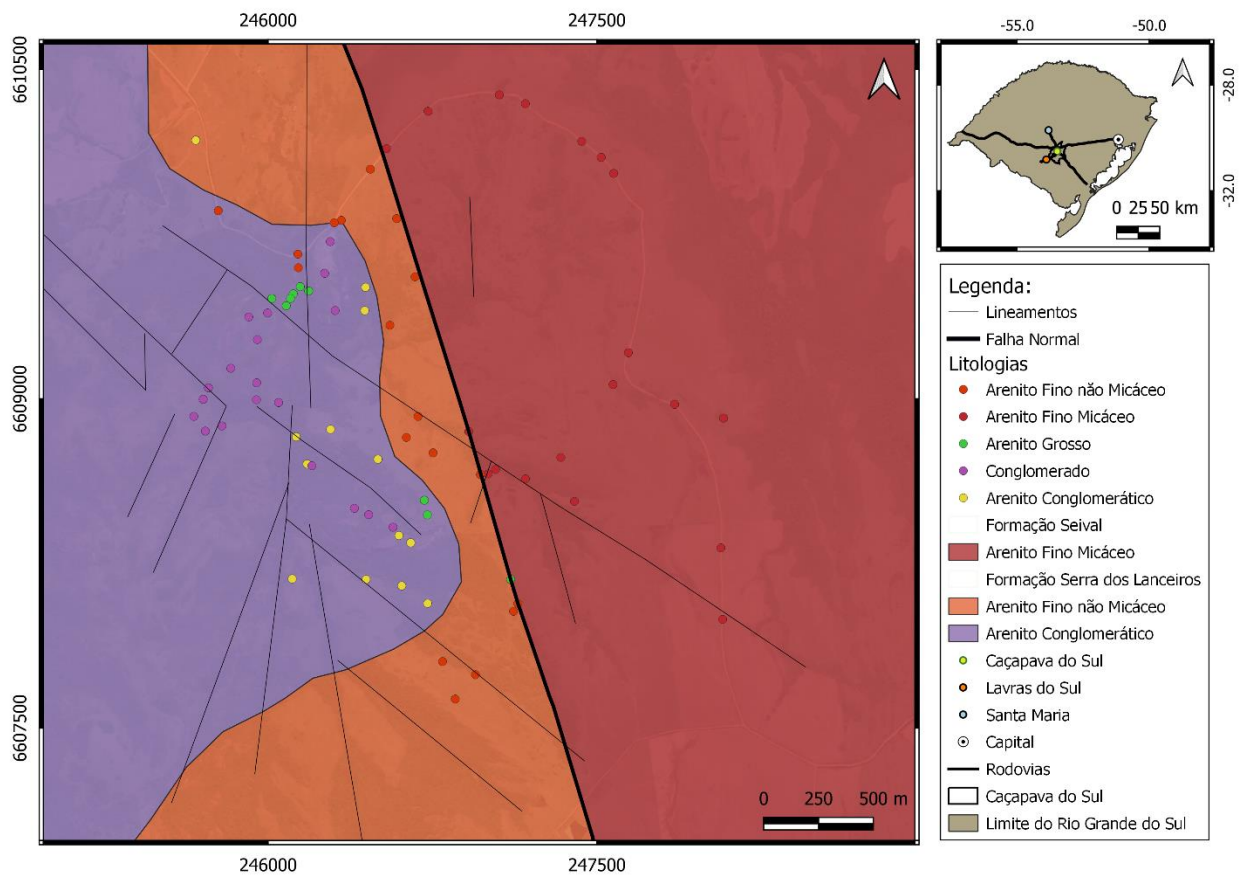 246000
247500
6610500
6609000
6607500
0 250 500 m
246000
247500
-55.0
-50.0
-28.0
-32.0
0 25 50 km
Legenda:
Lineamentos
Falha Normal
Litologias
Arenito Fino não Micáceo
Arenito Fino Micáceo
Arenito Grosso
Conglomerado
Arenito Conglomerático
Formação Seival
Arenito Fino Micáceo
Formação Serra dos Lanceiros
Arenito Fino não Micáceo
Arenito Conglomerático
Caçapava do Sul
Lavras do Sul
Santa Maria
Capital
Rodovias
Caçapava do Sul
Limite do Rio Grande do Sul